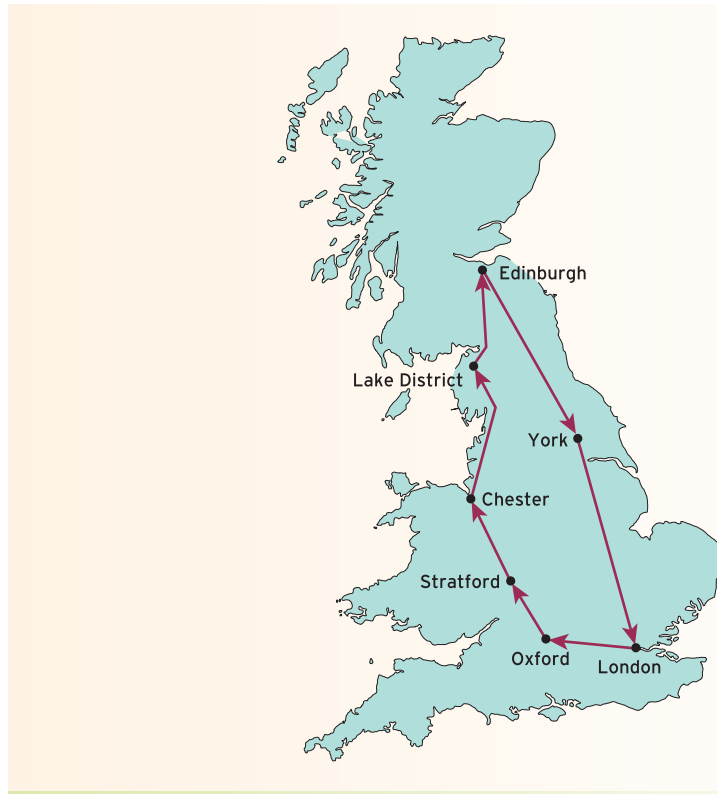 Edinburgh
Lake District
York
Chester
Stratford
Oxford
London